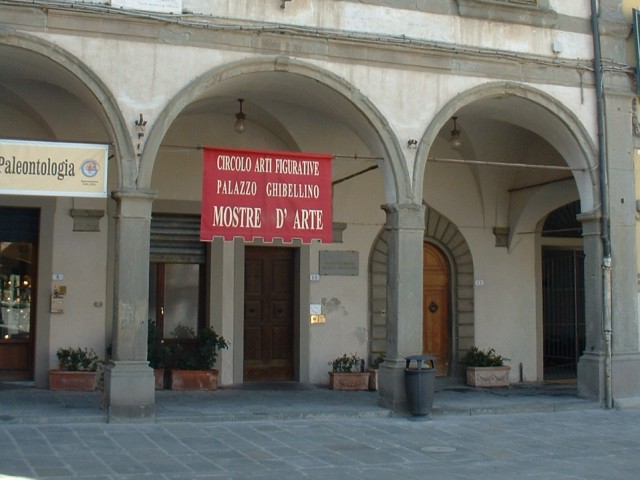 Paleontologia
CIRCOLO ARTI FIGURATIVE
PALAZZO GHIBELLINO
MOSTRE D' ARTE